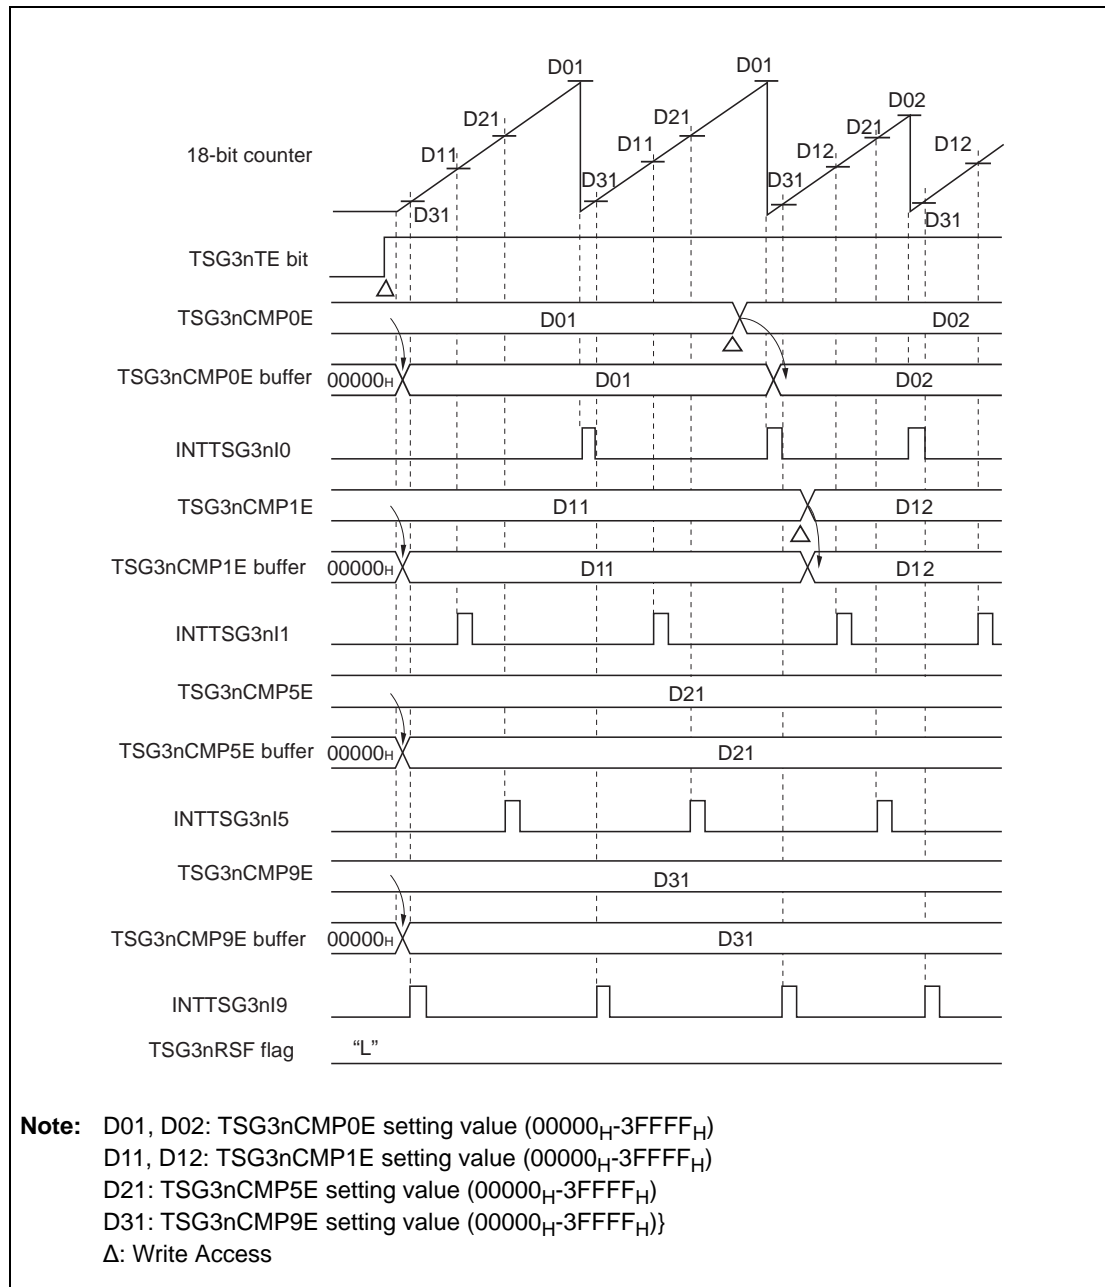 D01 D01
D02
D21 D21 D21
D11 D11 D12 D12
18-bit counter
D31 D31 D31 D31
TSG3nTE bit
Δ
TSG3nCMP0E D01 D02
Δ
TSG3nCMP0E buffer 00000H D01 D02
INTTSG3nI0
TSG3nCMP1E D11 D12
Δ
TSG3nCMP1E buffer 00000H D11 D12
INTTSG3nI1
TSG3nCMP5E D21
TSG3nCMP5E buffer 00000H D21
INTTSG3nI5
TSG3nCMP9E D31
TSG3nCMP9E buffer 00000H D31
INTTSG3nI9
TSG3nRSF flag “L”
Note: D01, D02: TSG3nCMP0E setting value (00000H-3FFFFH)
D11, D12: TSG3nCMP1E setting value (00000H-3FFFFH)
D21: TSG3nCMP5E setting value (00000H-3FFFFH)
D31: TSG3nCMP9E setting value (00000H-3FFFFH)}
Δ: Write Access